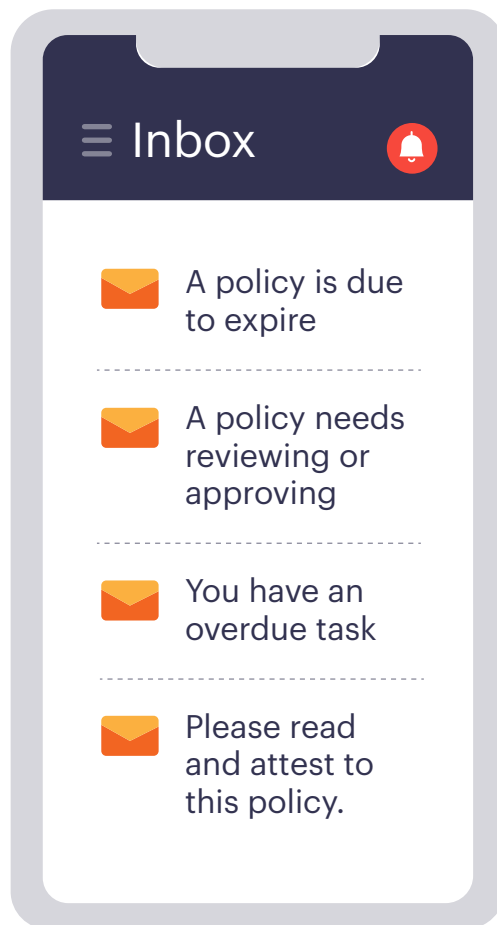 Inbox
A policy is due
to expire
A policy needs
reviewing or
approving
You have an
overdue task
Please read
and attest to
this policy.